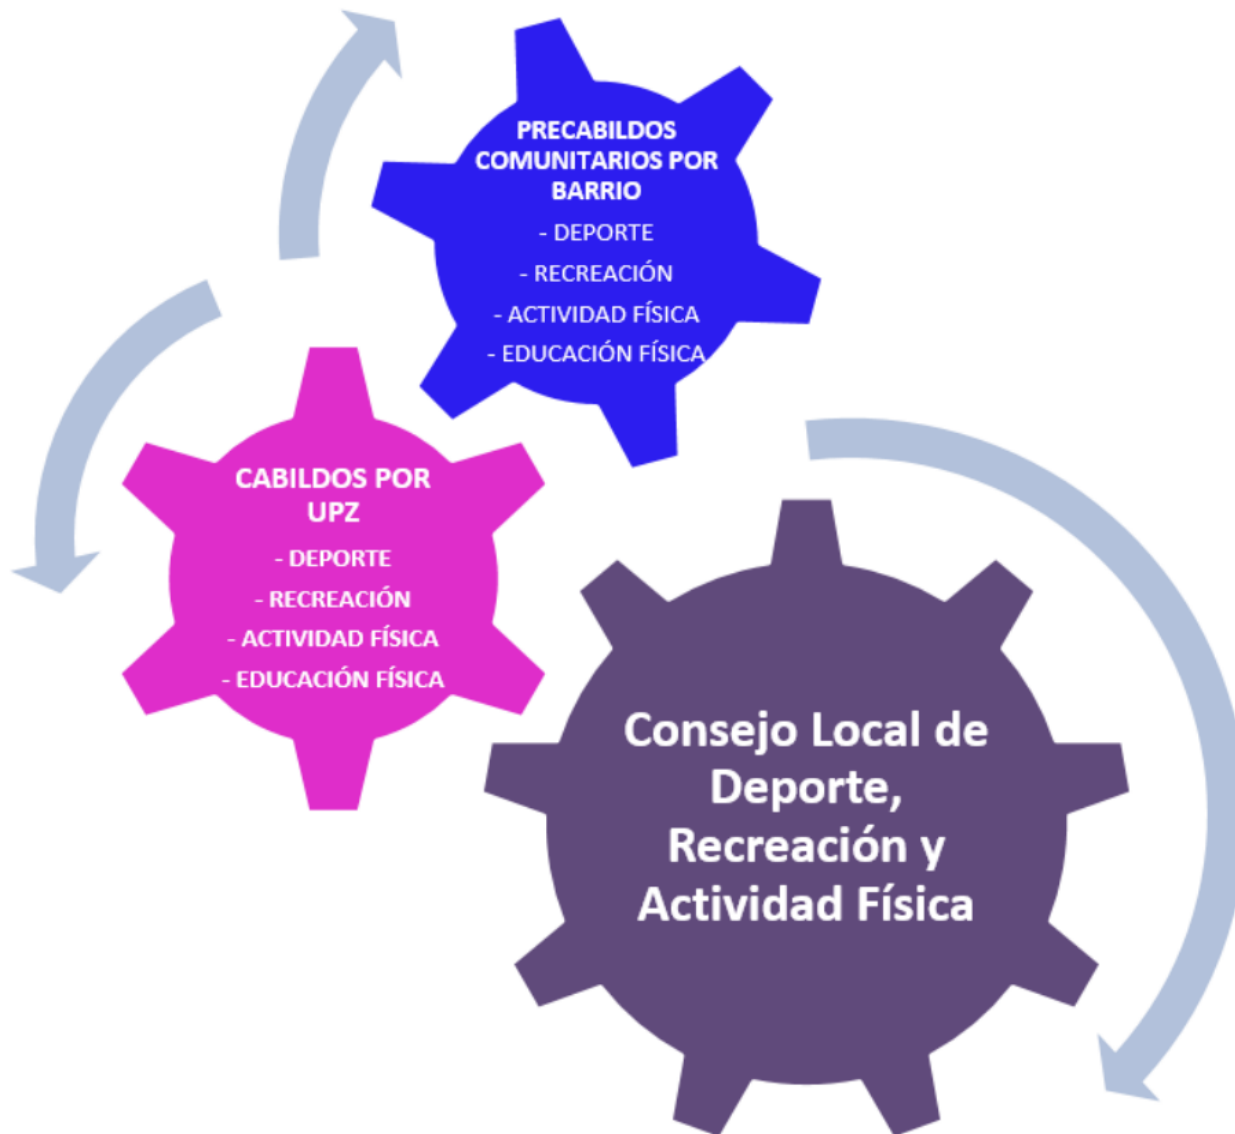 PRECABILDOS
COMUNITARIOS POR
BARRIO
- DEPORTE
- RECREACIÓN
- ACTIVIDAD FÍSICA
- EDUCACIÓN FÍSICA
CABILDOS POR
UPZ
- DEPORTE
- RECREACIÓN
- ACTIVIDAD FÍSICA
- EDUCACIÓN FÍSICA
Consejo Local de
Deporte,
Recreación y
Actividad Física